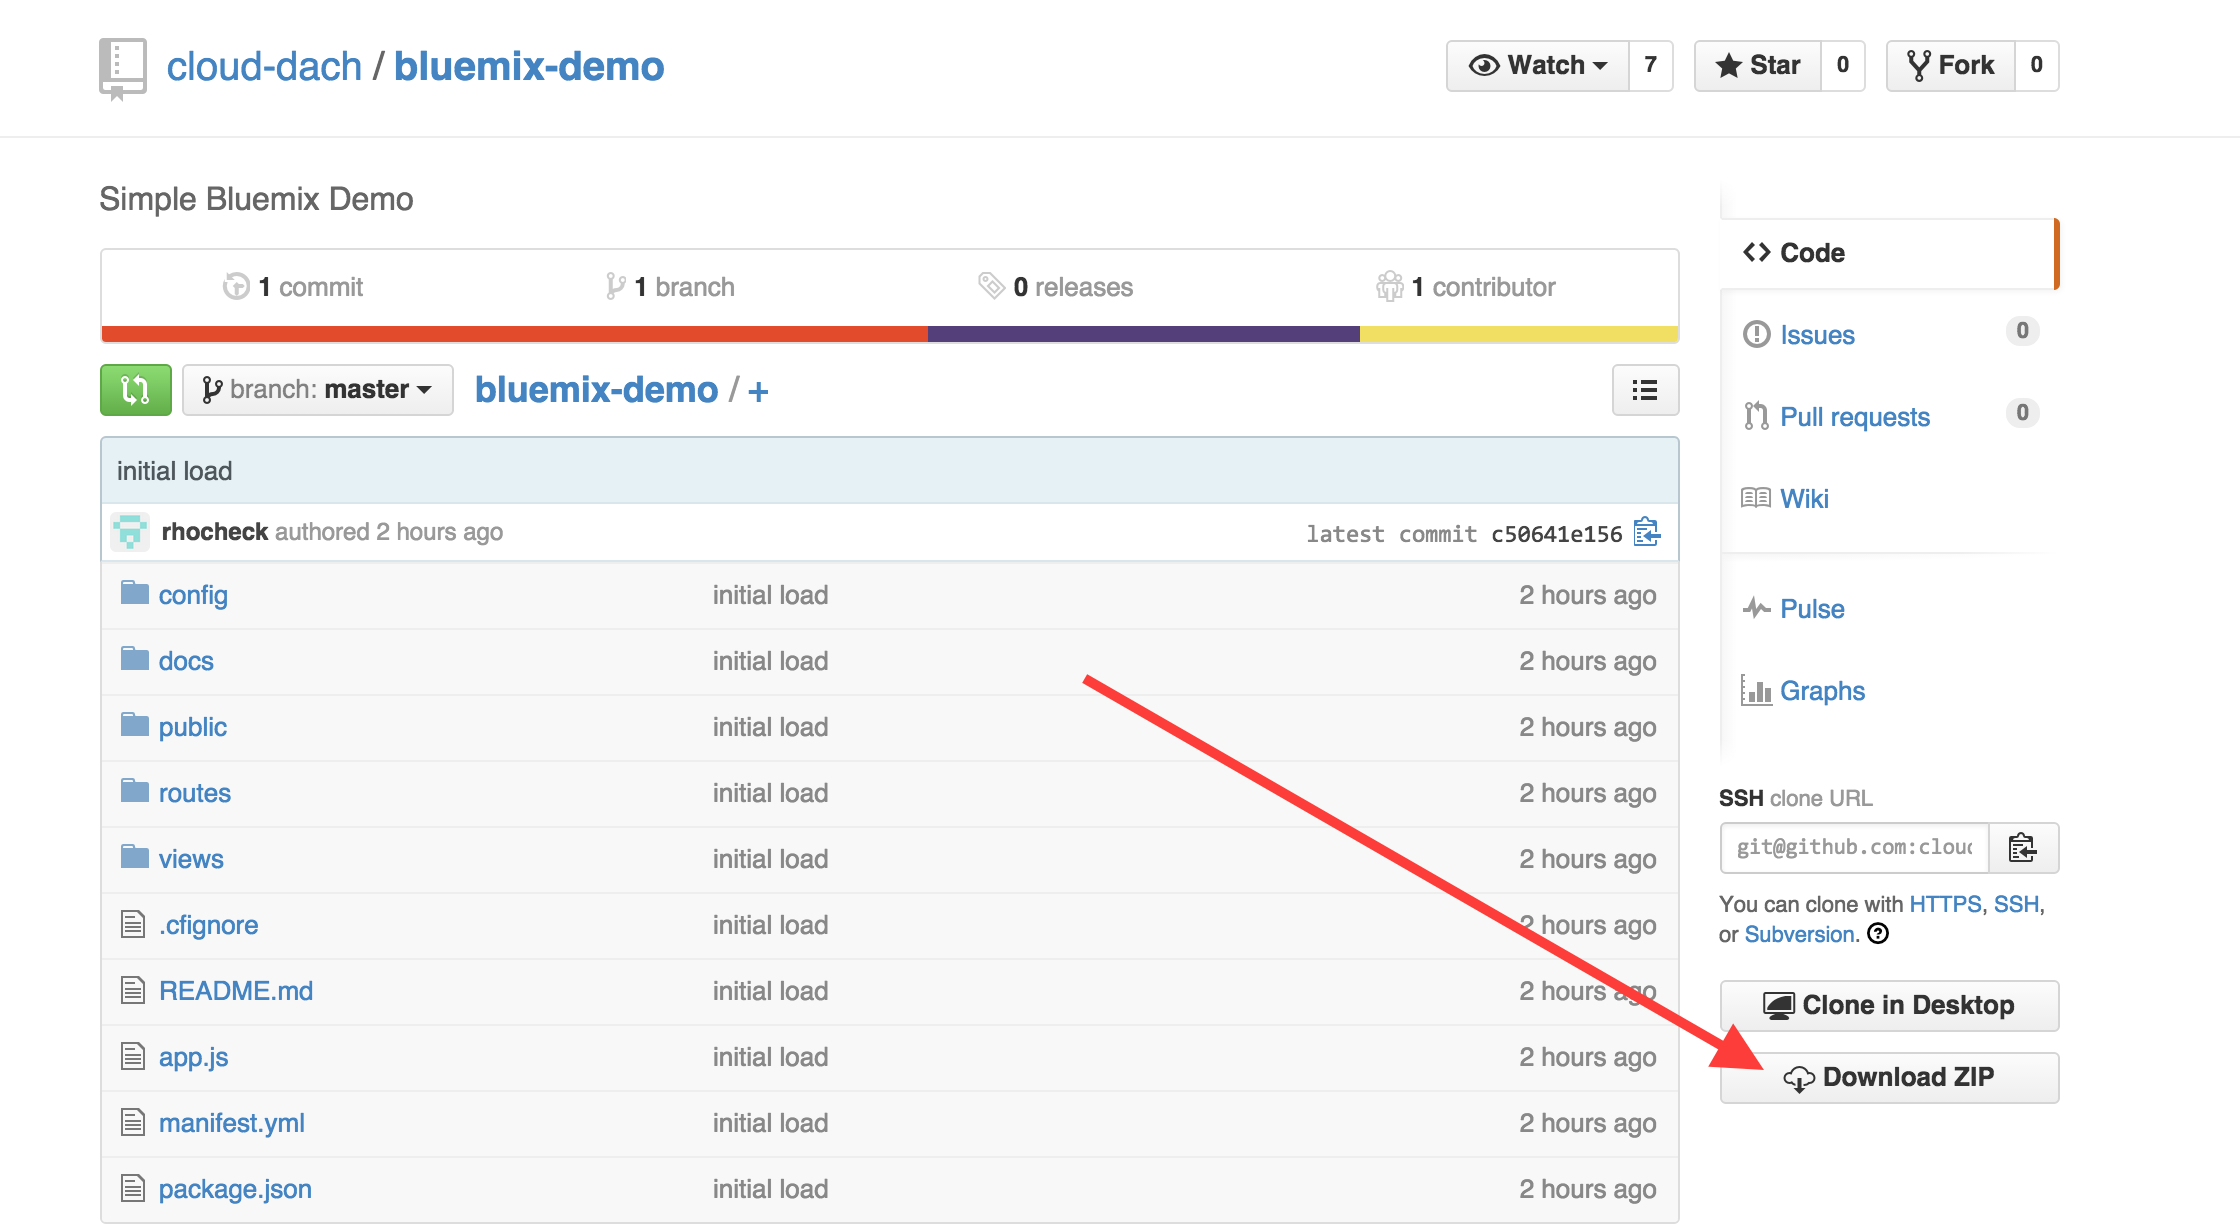 cloud-dach / bluemix-demo
Watch 7
Star 0
Fork 0
Simple Bluemix Demo
1 commit
1 branch
0 releases
1 contributor
branch: master
bluemix-demo / +
initial load
rhocheck authored 2 hours ago
latest commit c50641e156
config initial load 2 hours ago
docs initial load 2 hours ago
public initial load 2 hours ago
routes initial load 2 hours ago
views initial load 2 hours ago
.cfignore initial load 2 hours ago
README.md initial load 2 hours ago
app.js initial load 2 hours ago
manifest.yml initial load 2 hours ago
package.json initial load 2 hours ago
Code
Issues 0
Pull requests 0
Wiki
Pulse
Graphs
SSH clone URL
git@github.com:cloud
You can clone with HTTPS, SSH,
or Subversion.
Clone in Desktop
Download ZIP